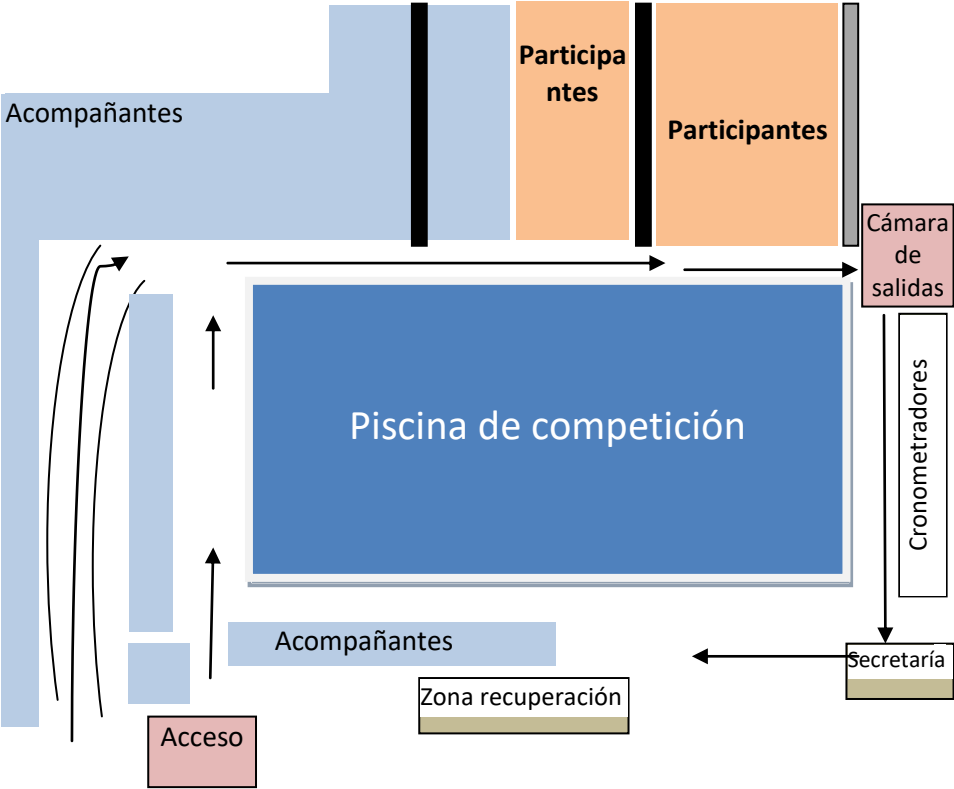 Participa
ntes
Acompañantes
Participantes
Cámara
de
salidas
Piscina de competición
Cronometradores
Acompañantes
Secretaría
Zona recuperación
Acceso